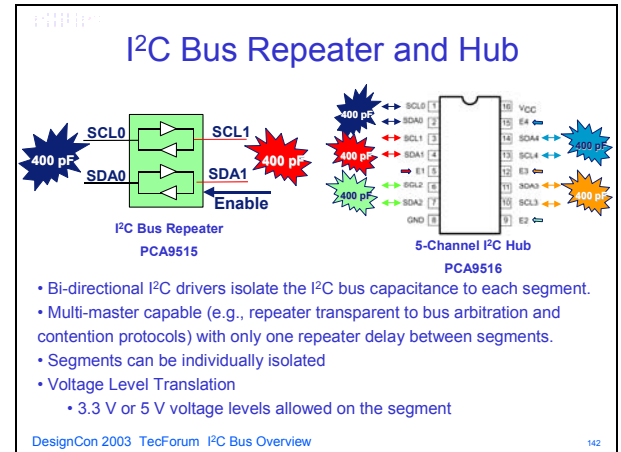 PHILIPS
I²C Bus Repeater and Hub
SCL0
SCL1
400 pF
400 pF
SDA0
SDA1
Enable
I²C Bus Repeater
PCA9515
400 pF
400 pF
400 pF
SCL0 1
SDA0 2
SCL1 3
SDA1 4
E1 5
SCL2 6
SDA2 7
GND 8
16 VCC
15 E4
14 SDA4
13 SCL4
12 E3
11 SDA3
10 SCL3
9 E2
400 pF
400 pF
5-Channel I²C Hub
PCA9516
• Bi-directional I²C drivers isolate the I²C bus capacitance to each segment.
• Multi-master capable (e.g., repeater transparent to bus arbitration and
contention protocols) with only one repeater delay between segments.
• Segments can be individually isolated
• Voltage Level Translation
• 3.3 V or 5 V voltage levels allowed on the segment
DesignCon 2003 TecForum I²C Bus Overview
142